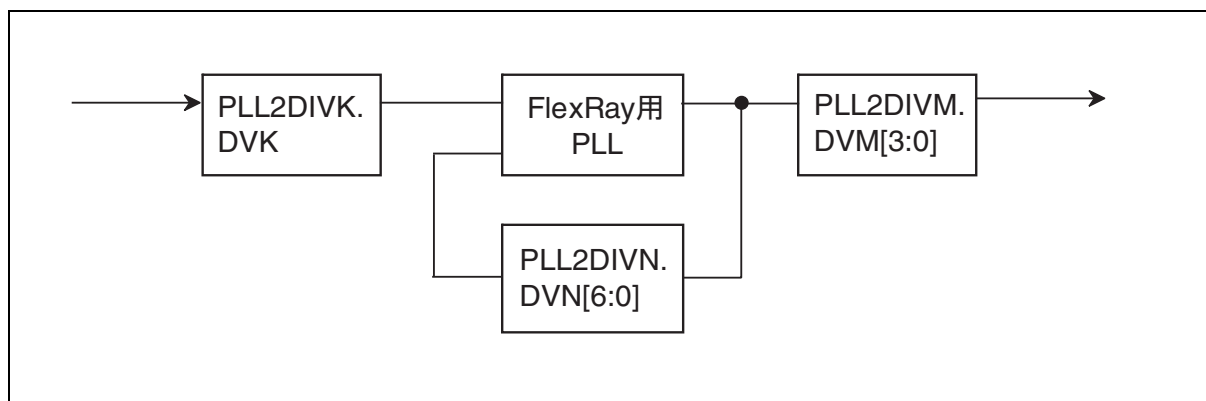 PLL2DIVK.
DVK
FlexRay用
PLL
PLL2DIVM.
DVM[3:0]
PLL2DIVN.
DVN[6:0]